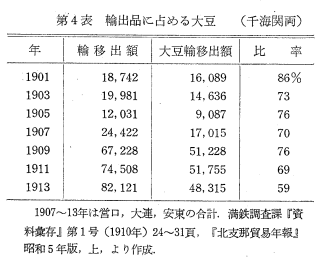 第4表 輸出品に占める大豆 (千海関両)
年 輸移出額 大豆輸移出額 比率
1901 18,742 16,089 86%
1903 19,981 14,636 73
1905 12,031 9,087 76
1907 24,422 17,015 70
1909 67,228 51,228 76
1911 74,508 51,755 69
1913 82,121 48,315 59
1907~13年は営口,大連,安東の合計.満鉄調査課『資
料彙存』第1号(1910年)24~31頁,『北支那貿易年報』
昭和5年版,上,より作成.